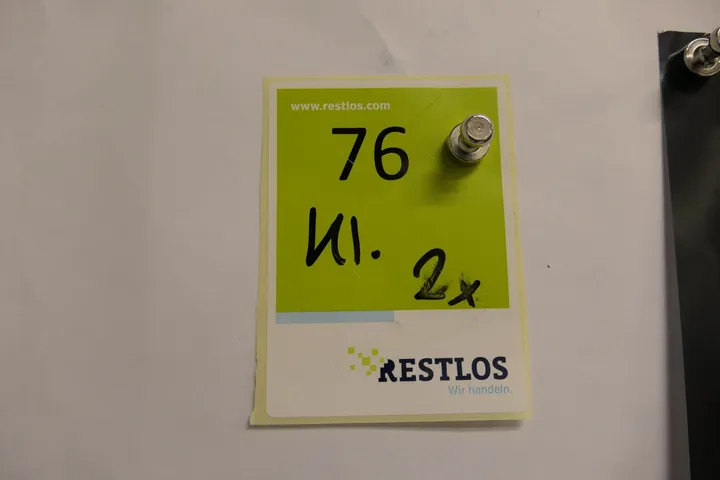 www.restlos.com
76
Kl.
2x
RESTLOS
Wir handeln.